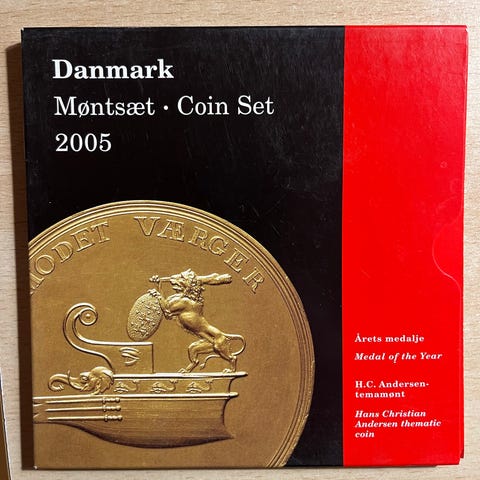 Danmark
Møntsæt · Coin Set
2005
MODET VÆRGER
Årets medalje
Medal of the Year
H.C. Andersen-
temamønt
Hans Christian
Andersen thematic
coin